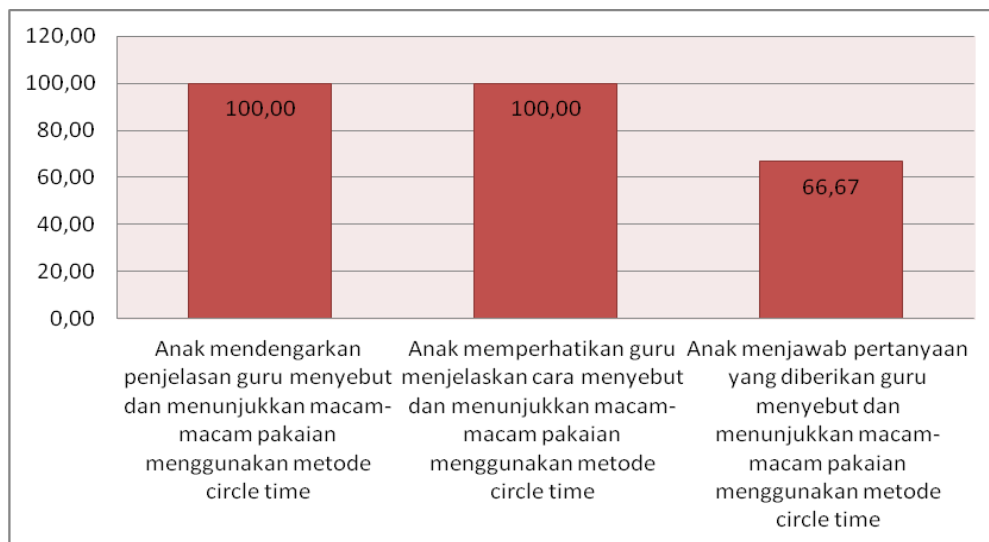 120,00
100,00
80,00
60,00
40,00
20,00
0,00
100,00
100,00
66,67
Anak mendengarkan
penjelasan guru menyebut
dan menunjukkan macam-
macam pakaian
menggunakan metode
circle time
Anak memperhatikan guru
menjelaskan cara menyebut
dan menunjukkan macam-
macam pakaian
menggunakan metode
circle time
Anak menjawab pertanyaan
yang diberikan guru
menyebut dan
menunjukkan macam-
macam pakaian
menggunakan metode
circle time